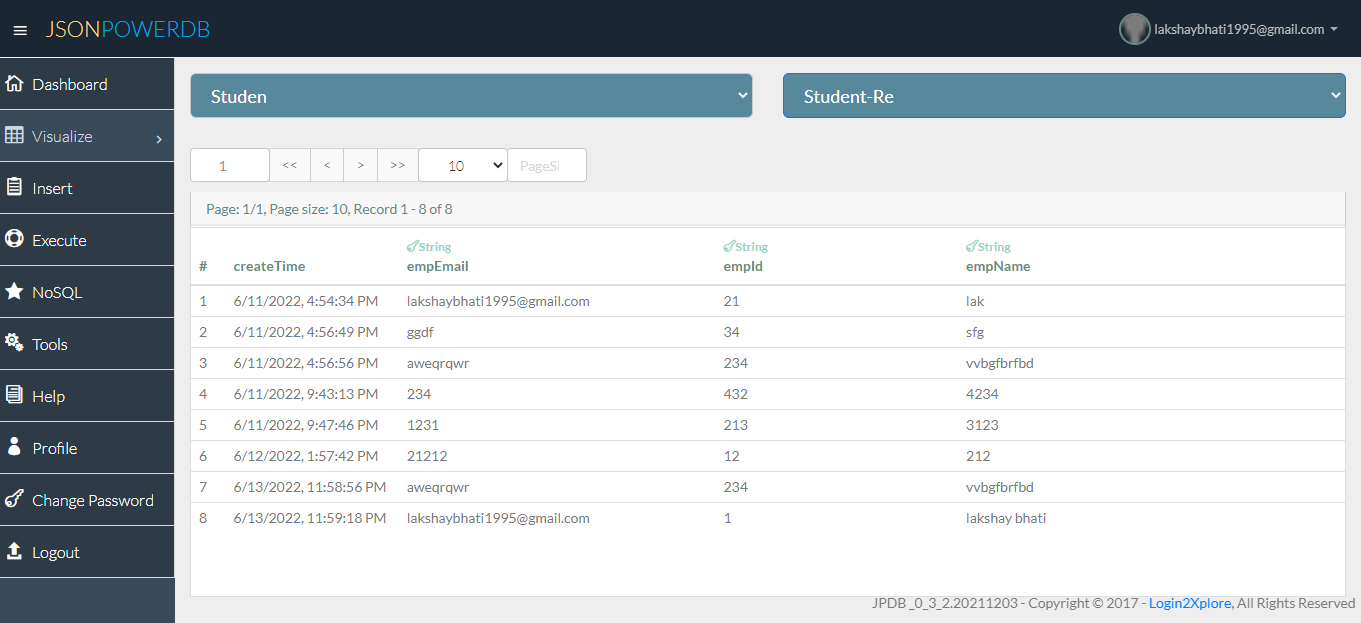 JSONPOWERDB
lakshaybhati1995@gmail.com
Dashboard
Visualize
Insert
Execute
NoSQL
Tools
Help
Profile
Change Password
Logout
Studen
Student-Re
1 << < > >> 10 PageSi
Page: 1/1, Page size: 10, Record 1 - 8 of 8
String String String
# createTime empEmail empId empName
1 6/11/2022, 4:54:34 PM lakshaybhati1995@gmail.com 21 lak
2 6/11/2022, 4:56:49 PM ggdf 34 sfg
3 6/11/2022, 4:56:56 PM aweqrqwr 234 vvbgfbrfbd
4 6/11/2022, 9:43:13 PM 234 432 4234
5 6/11/2022, 9:47:46 PM 1231 213 3123
6 6/12/2022, 1:57:42 PM 21212 12 212
7 6/13/2022, 11:58:56 PM aweqrqwr 234 vvbgfbrfbd
8 6/13/2022, 11:59:18 PM lakshaybhati1995@gmail.com 1 lakshay bhati
JPDB_0_3_2.20211203 - Copyright © 2017 - Login2Xplore, All Rights Reserved